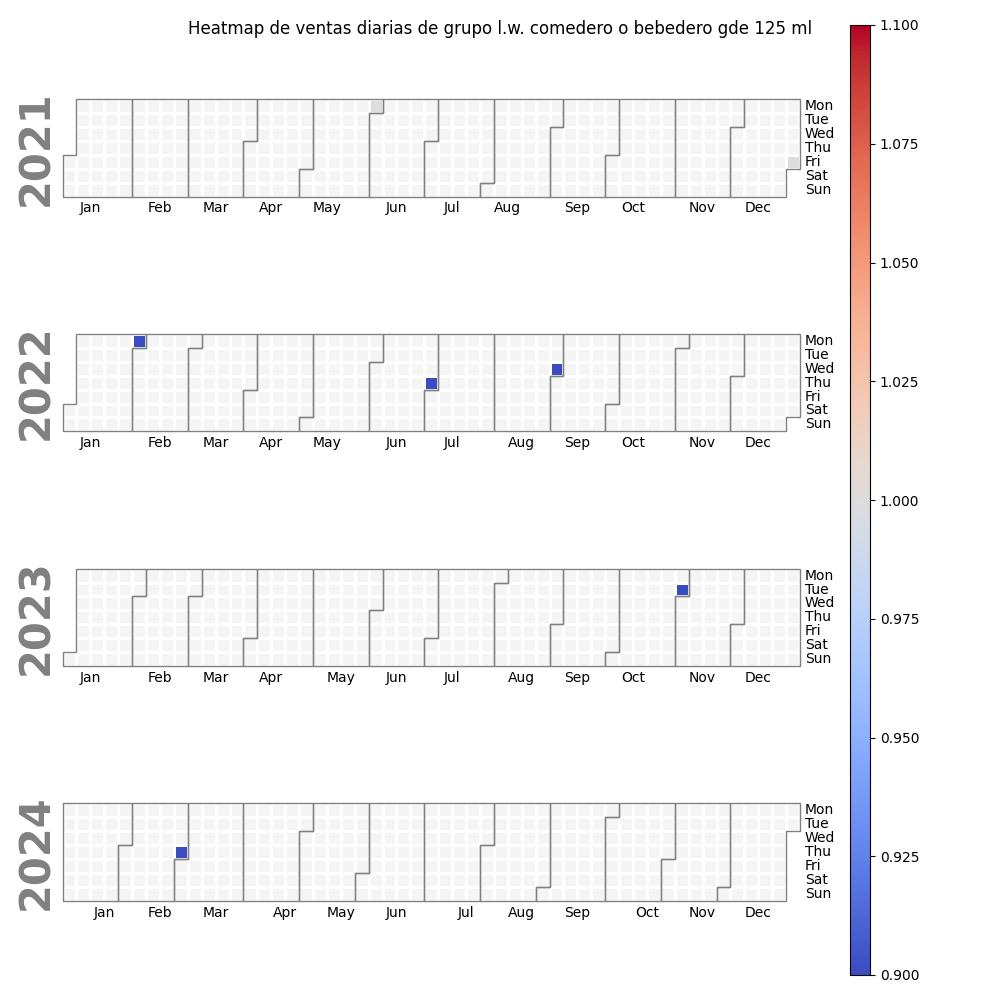 Heatmap de ventas diarias de grupo l.w. comedero o bebedero gde 125 ml
2021
Mon
Tue
Wed
Thu
Fri
Sat
Sun
Jan Feb Mar Apr May Jun Jul Aug Sep Oct Nov Dec
2022
Mon
Tue
Wed
Thu
Fri
Sat
Sun
Jan Feb Mar Apr May Jun Jul Aug Sep Oct Nov Dec
2023
Mon
Tue
Wed
Thu
Fri
Sat
Sun
Jan Feb Mar Apr May Jun Jul Aug Sep Oct Nov Dec
2024
Mon
Tue
Wed
Thu
Fri
Sat
Sun
Jan Feb Mar Apr May Jun Jul Aug Sep Oct Nov Dec
1.100
1.075
1.050
1.025
1.000
0.975
0.950
0.925
0.900